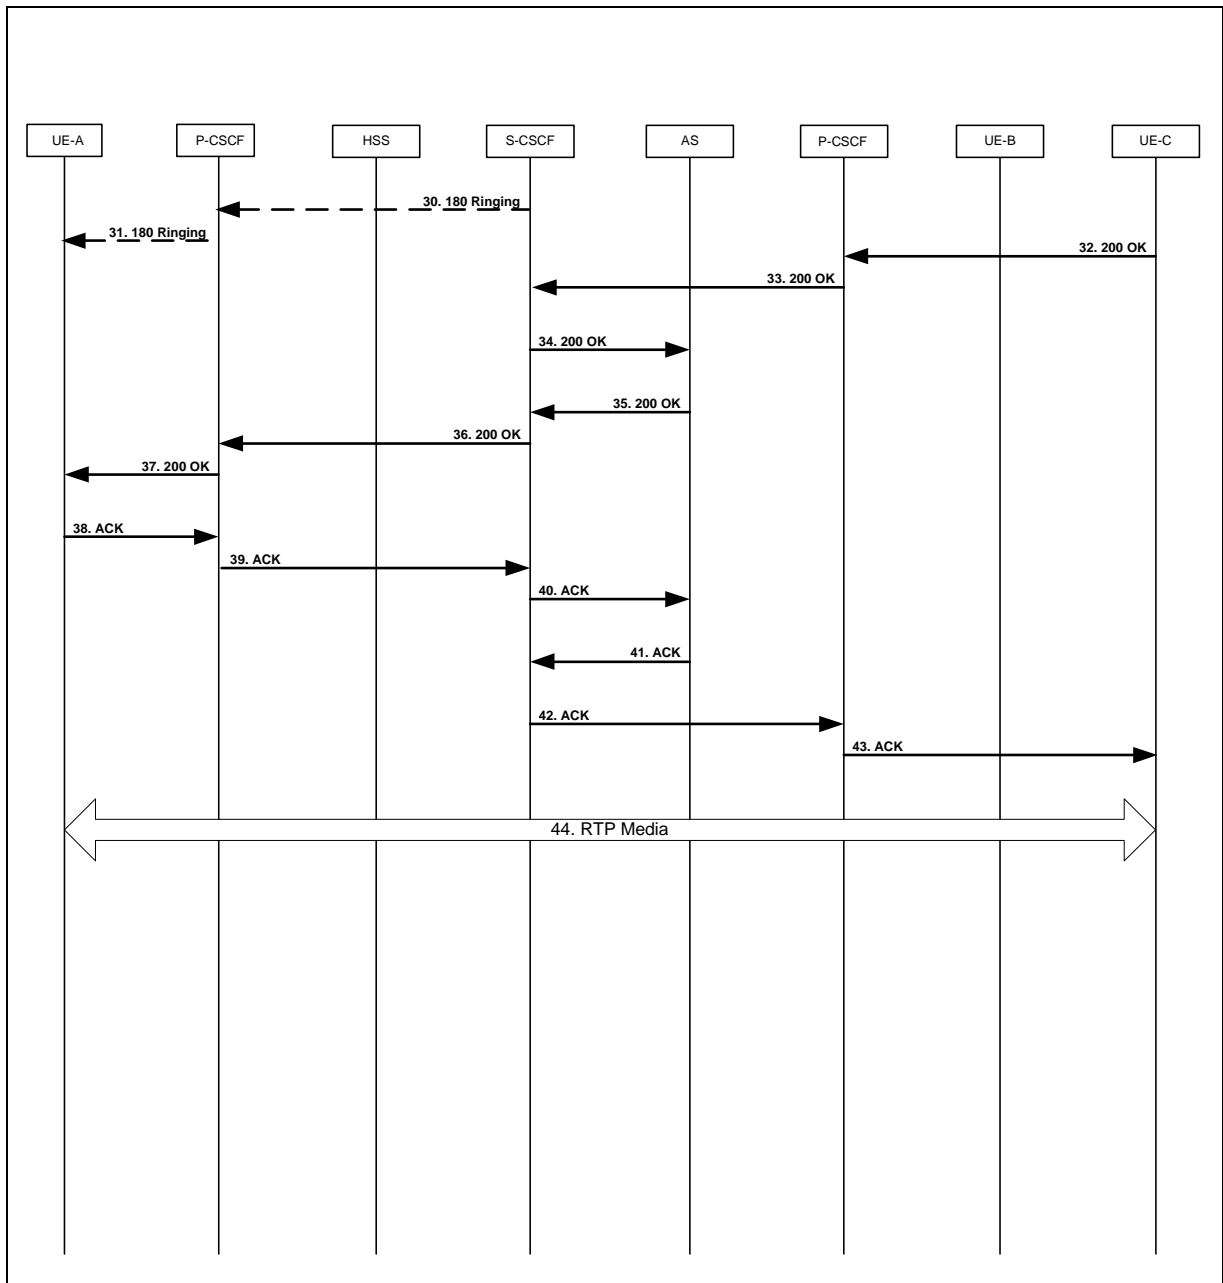 UE-A
P-CSCF
HSS
S-CSCF
AS
P-CSCF
UE-B
UE-C
30. 180 Ringing
31. 180 Ringing
32. 200 OK
33. 200 OK
34. 200 OK
35. 200 OK
36. 200 OK
37. 200 OK
38. ACK
39. ACK
40. ACK
41. ACK
42. ACK
43. ACK
44. RTP Media